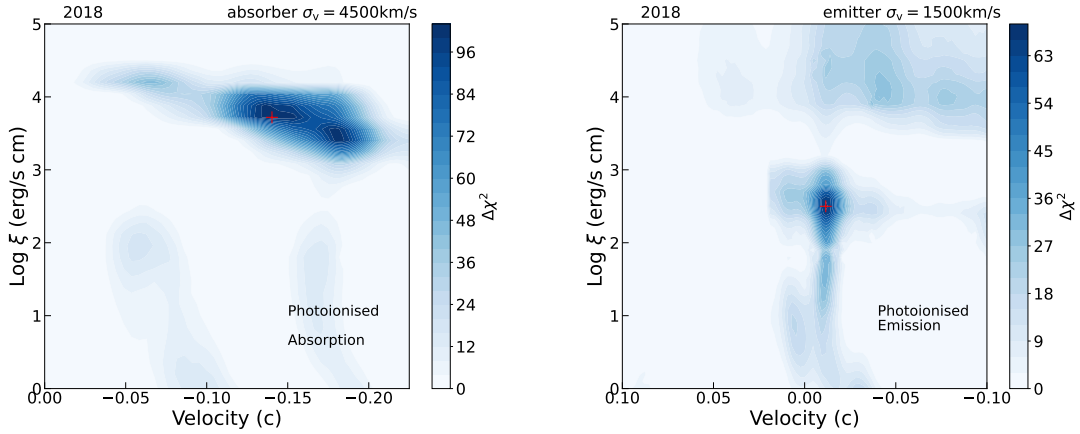 2018 absorber σv = 4500km/s
5
4
3
2
1
0
Log ξ (erg/s cm)
Photoionised
Absorption
0.00 −0.05 −0.10 −0.15 −0.20
Velocity (c)
96
84
72
60
48
36
24
12
0
Δχ²
2018 emitter σv = 1500km/s
5
4
3
2
1
0
Log ξ (erg/s cm)
Photoionised
Emission
0.10 0.05 0.00 −0.05 −0.10
Velocity (c)
63
54
45
36
27
18
9
0
Δχ²